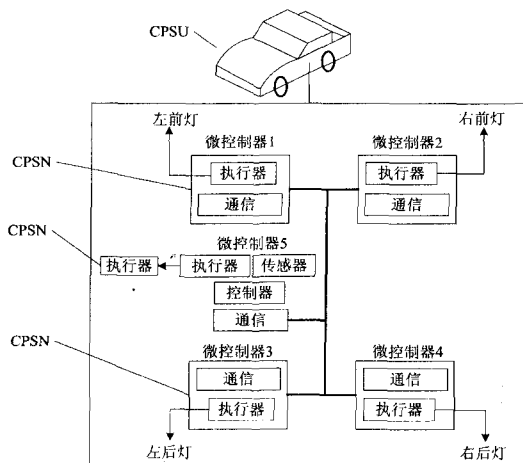 CPSU
左前灯
右前灯
微控制器1
微控制器2
CPSN
执行器
执行器
通信
通信
微控制器5
CPSN
执行器
执行器
传感器
控制器
通信
CPSN
微控制器3
微控制器4
通信
通信
执行器
执行器
左后灯
右后灯